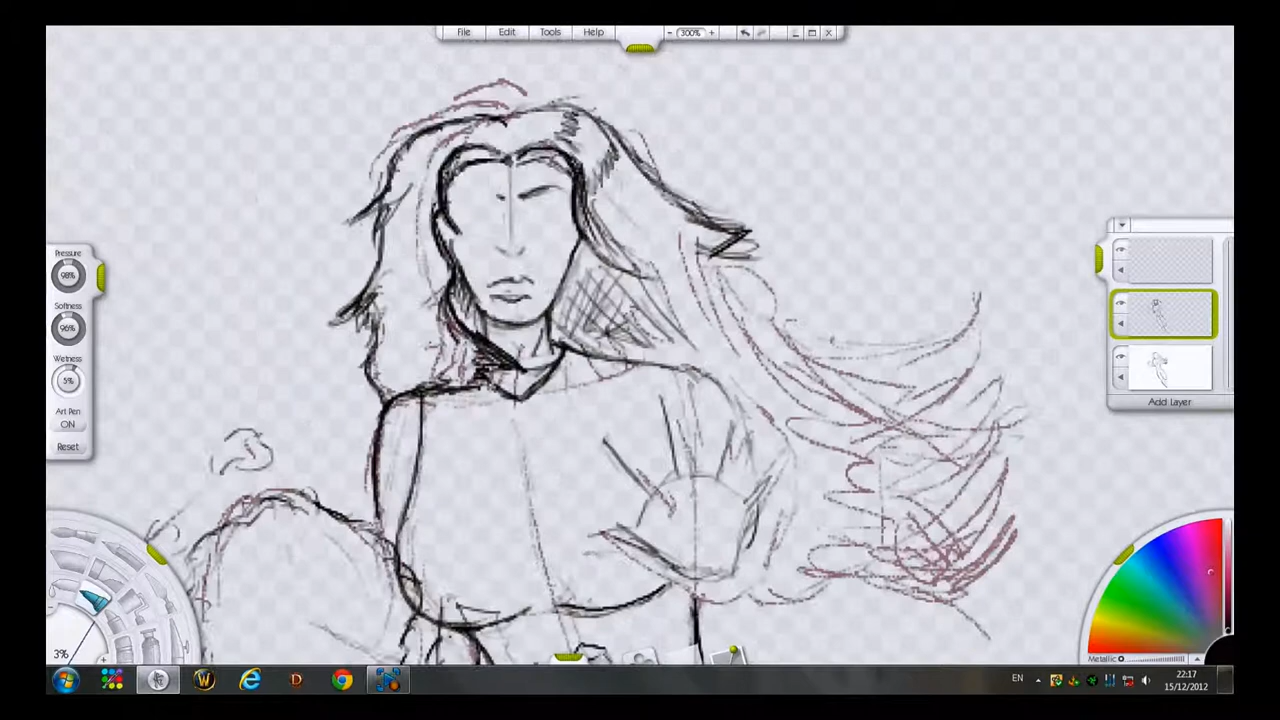 File Edit Tools Help - 300% +
Pressure
98%
Softness
96%
Wetness
5%
Art Pen
ON
Reset
Add Layer
3%
Metallic
EN
22:17
15/12/2012